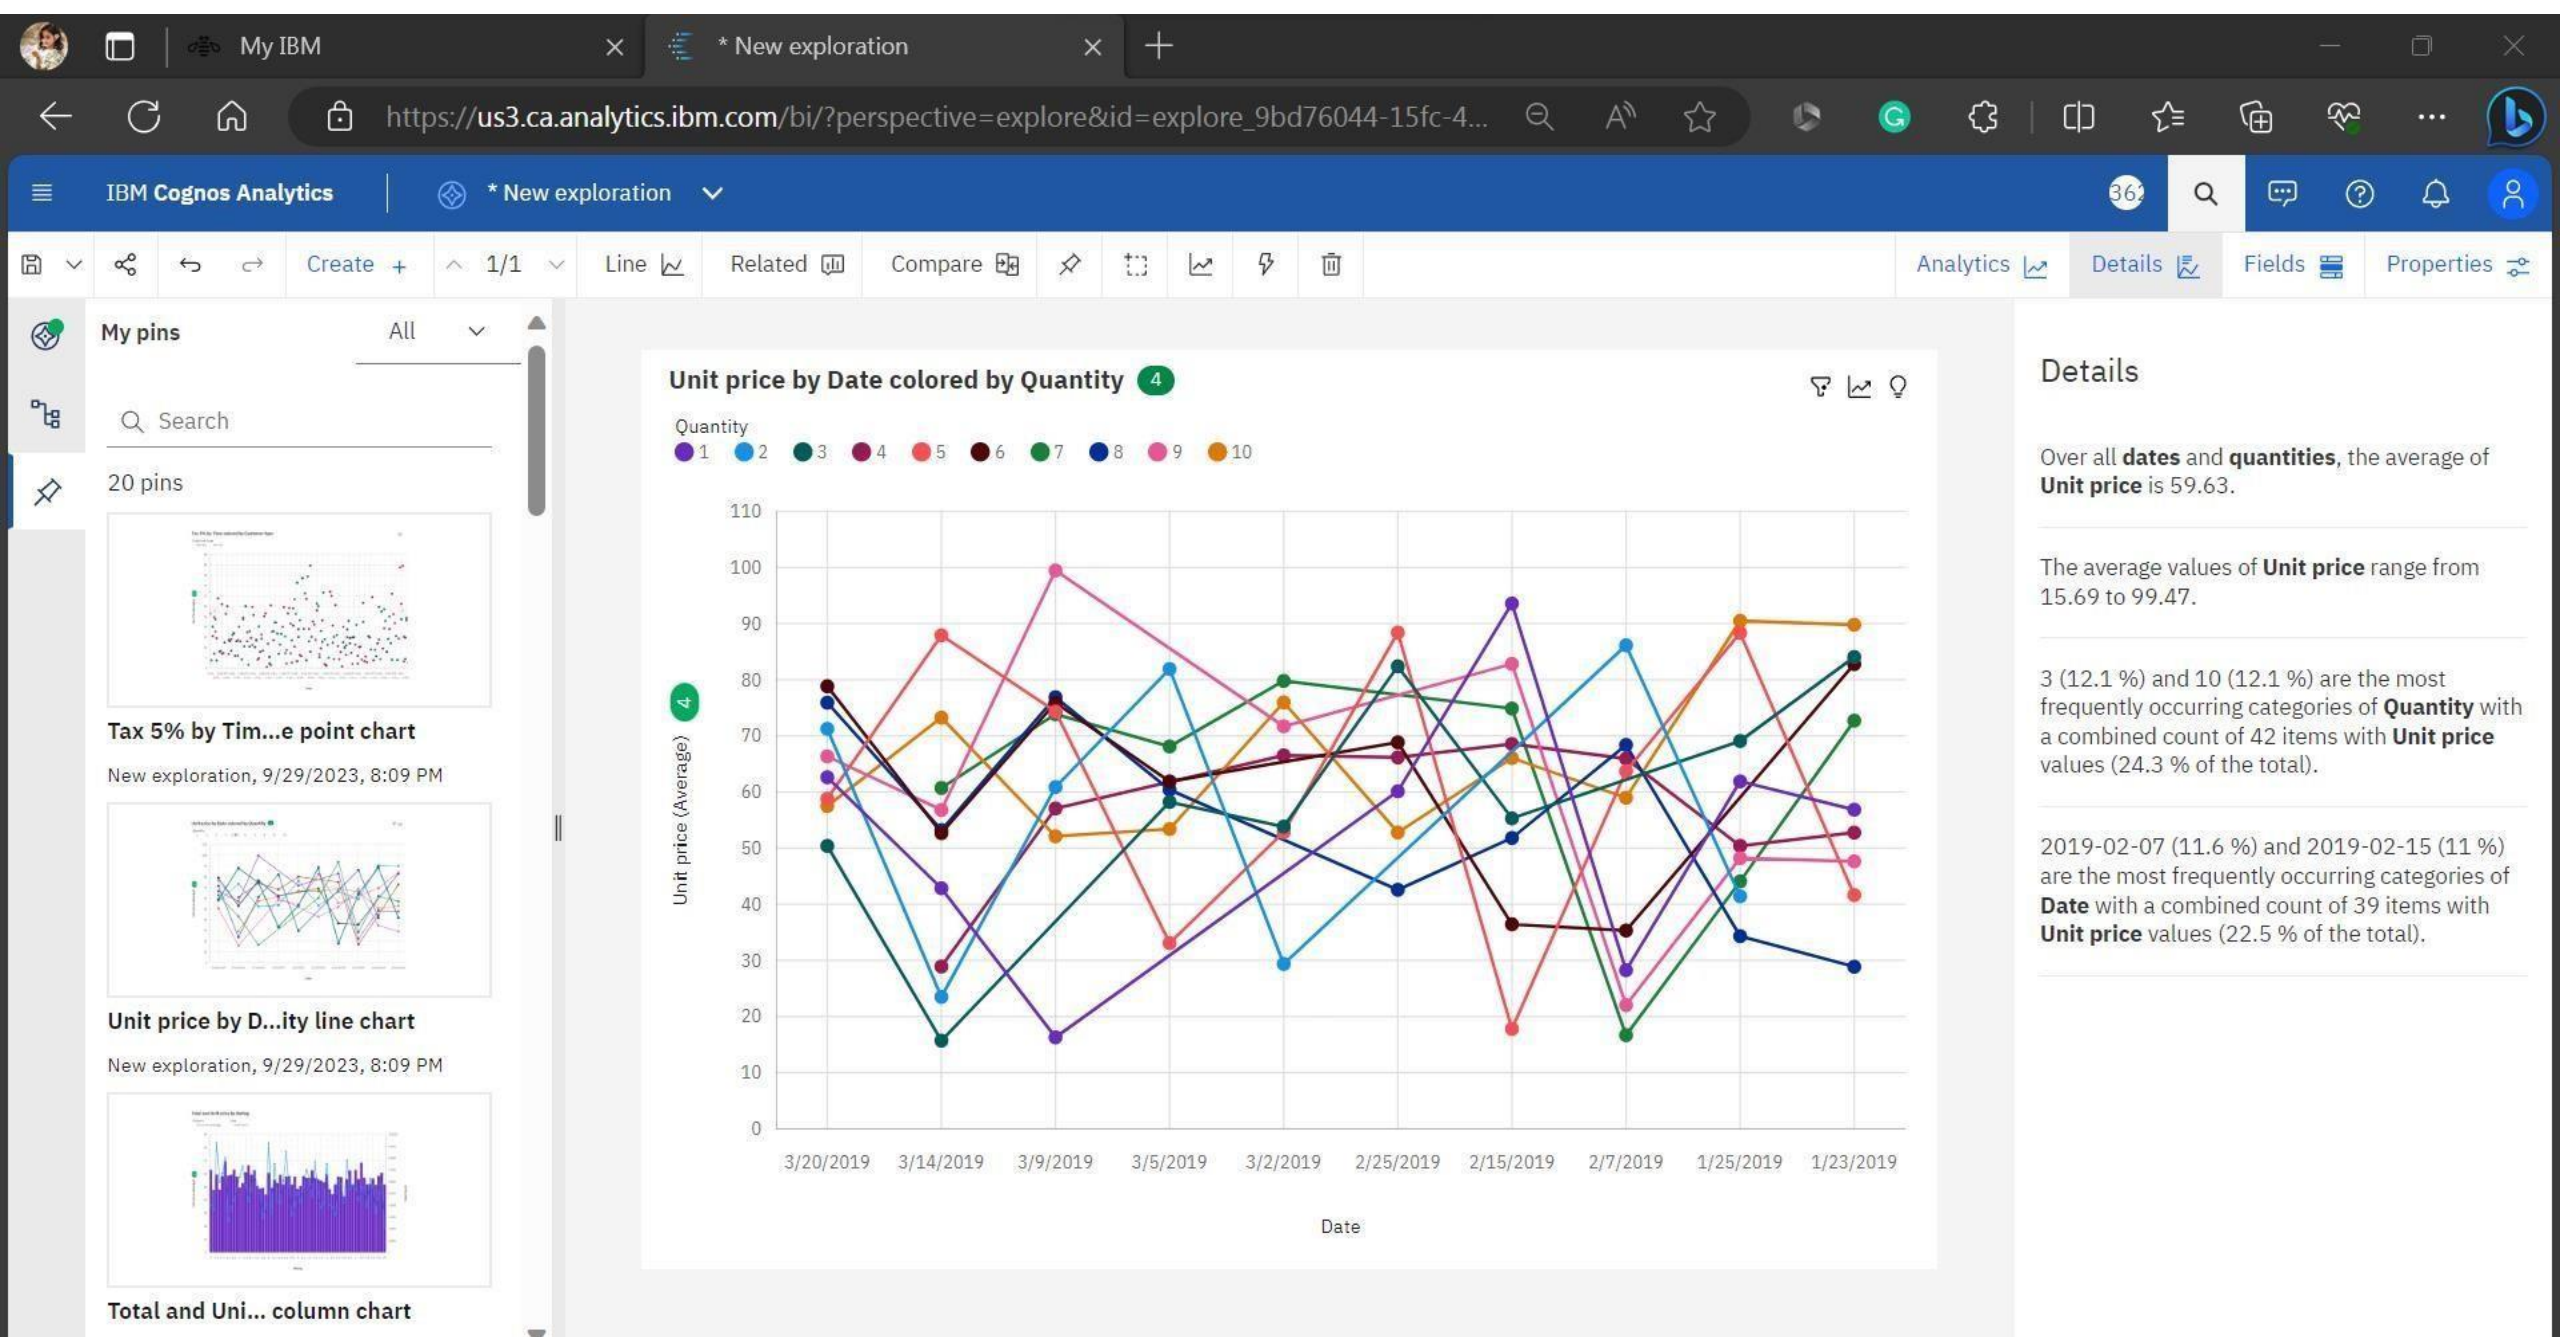 My IBM
* New exploration
https://us3.ca.analytics.ibm.com/bi/?perspective=explore&id=explore_9bd76044-15fc-4...
IBM Cognos Analytics
* New exploration
Create +
1/1
Line
Related
Compare
Analytics
Details
Fields
Properties
My pins
All
Search
20 pins
Tax 5% by Tim...e point chart
New exploration, 9/29/2023, 8:09 PM
Unit price by D...ity line chart
New exploration, 9/29/2023, 8:09 PM
Total and Uni... column chart
Unit price by Date colored by Quantity 4
Quantity
1 2 3 4 5 6 7 8 9 10
110
100
90
80
70
60
50
40
30
20
10
0
4
Unit price (Average)
3/20/2019 3/14/2019 3/9/2019 3/5/2019 3/2/2019 2/25/2019 2/15/2019 2/7/2019 1/25/2019 1/23/2019
Date
Details
Over all dates and quantities, the average of
Unit price is 59.63.
The average values of Unit price range from
15.69 to 99.47.
3 (12.1 %) and 10 (12.1 %) are the most
frequently occurring categories of Quantity with
a combined count of 42 items with Unit price
values (24.3 % of the total).
2019-02-07 (11.6 %) and 2019-02-15 (11 %)
are the most frequently occurring categories of
Date with a combined count of 39 items with
Unit price values (22.5 % of the total).